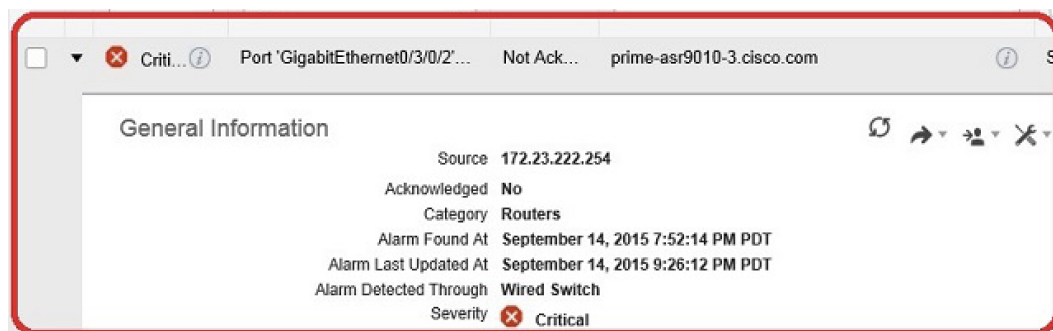 Criti... Port 'GigabitEthernet0/3/0/2'... Not Ack... prime-asr9010-3.cisco.com S
General Information
Source 172.23.222.254
Acknowledged No
Category Routers
Alarm Found At September 14, 2015 7:52:14 PM PDT
Alarm Last Updated At September 14, 2015 9:26:12 PM PDT
Alarm Detected Through Wired Switch
Severity Critical